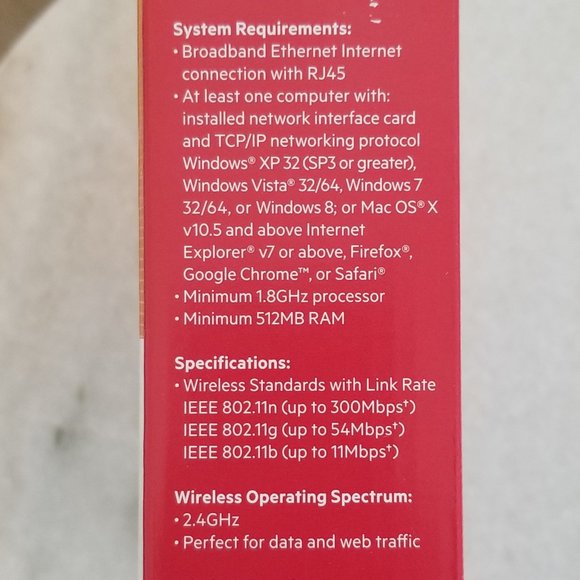 System Requirements:
• Broadband Ethernet Internet
connection with RJ45
• At least one computer with:
installed network interface card
and TCP/IP networking protocol
Windows® XP 32 (SP3 or greater),
Windows Vista® 32/64, Windows 7
32/64, or Windows 8; or Mac OS® X
v10.5 and above Internet
Explorer® v7 or above, Firefox®,
Google Chrome™, or Safari®
• Minimum 1.8GHz processor
• Minimum 512MB RAM
Specifications:
• Wireless Standards with Link Rate
IEEE 802.11n (up to 300Mbps†)
IEEE 802.11g (up to 54Mbps†)
IEEE 802.11b (up to 11Mbps†)
Wireless Operating Spectrum:
• 2.4GHz
• Perfect for data and web traffic